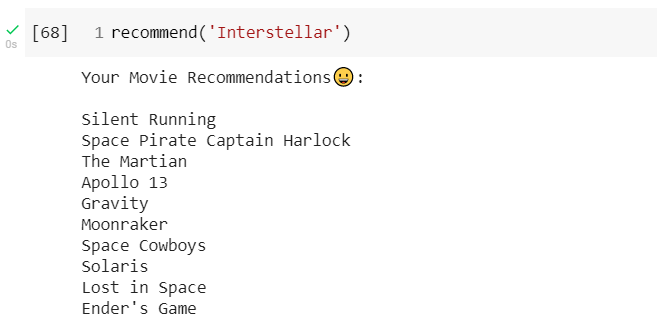 [68] 1 recommend('Interstellar')
0s
Your Movie Recommendations😀:
Silent Running
Space Pirate Captain Harlock
The Martian
Apollo 13
Gravity
Moonraker
Space Cowboys
Solaris
Lost in Space
Ender's Game